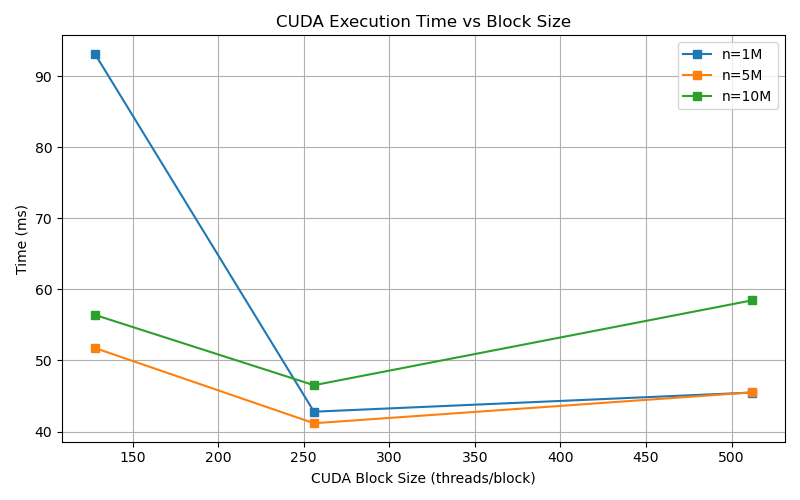 CUDA Execution Time vs Block Size
n=1M
n=5M
n=10M
Time (ms)
90
80
70
60
50
40
150 200 250 300 350 400 450 500
CUDA Block Size (threads/block)